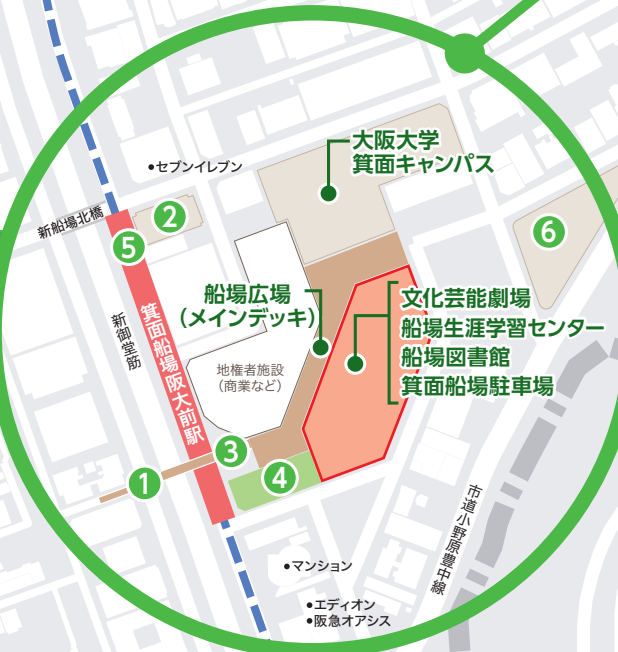 大阪大学
箕面キャンパス
●セブンイレブン
新船場北橋
2
5
6
船場広場
(メインデッキ)
文化芸能劇場
船場生涯学習センター
船場図書館
箕面船場駐車場
新御堂筋
箕面船場阪大前駅
地権者施設
(商業など)
3
1
4
市道小野原豊中線
●マンション
●エディオン
●阪急オアシス